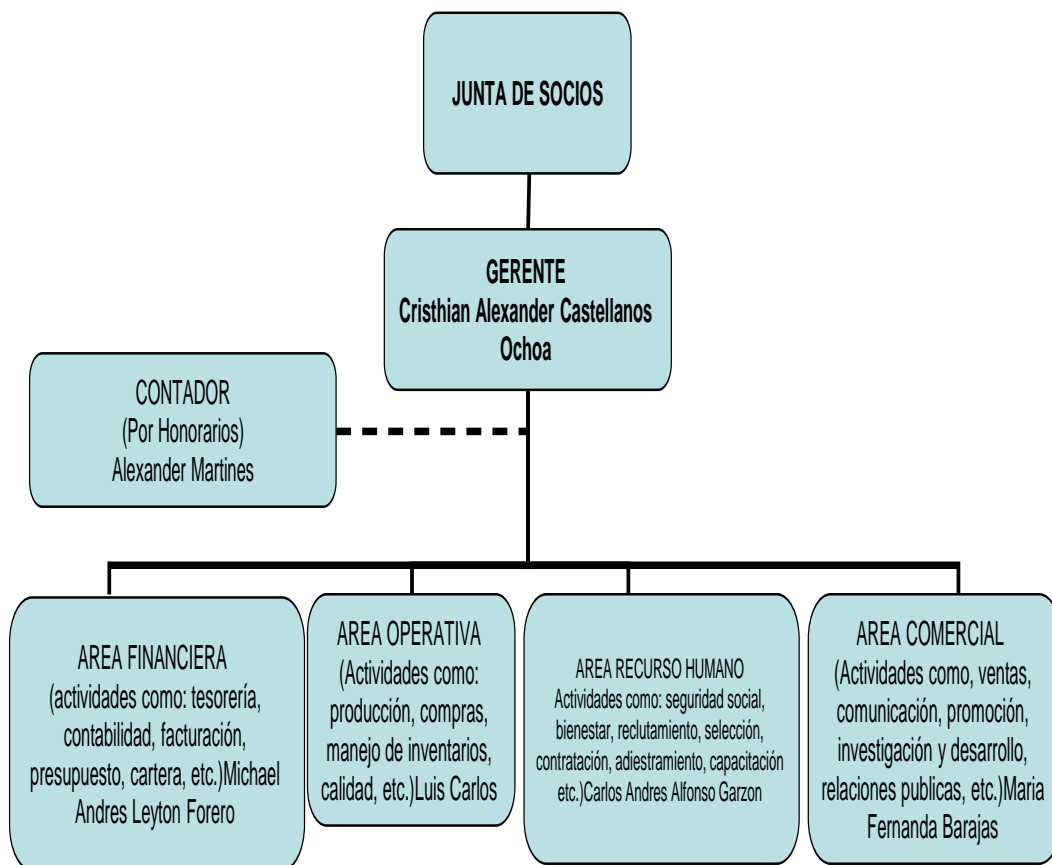 JUNTA DE SOCIOS
GERENTE
Cristhian Alexander Castellanos
Ochoa
CONTADOR
(Por Honorarios)
Alexander Martines
AREA FINANCIERA
(actividades como: tesorería,
contabilidad, facturación,
presupuesto, cartera, etc.)Michael
Andres Leyton Forero
AREA OPERATIVA
(Actividades como:
producción, compras,
manejo de inventarios,
calidad, etc.)Luis Carlos
AREA RECURSO HUMANO
Actividades como: seguridad social,
bienestar, reclutamiento, selección,
contratación, adiestramiento, capacitación
etc.)Carlos Andres Alfonso Garzon
AREA COMERCIAL
(Actividades como, ventas,
comunicación, promoción,
investigación y desarrollo,
relaciones publicas, etc.)Maria
Fernanda Barajas